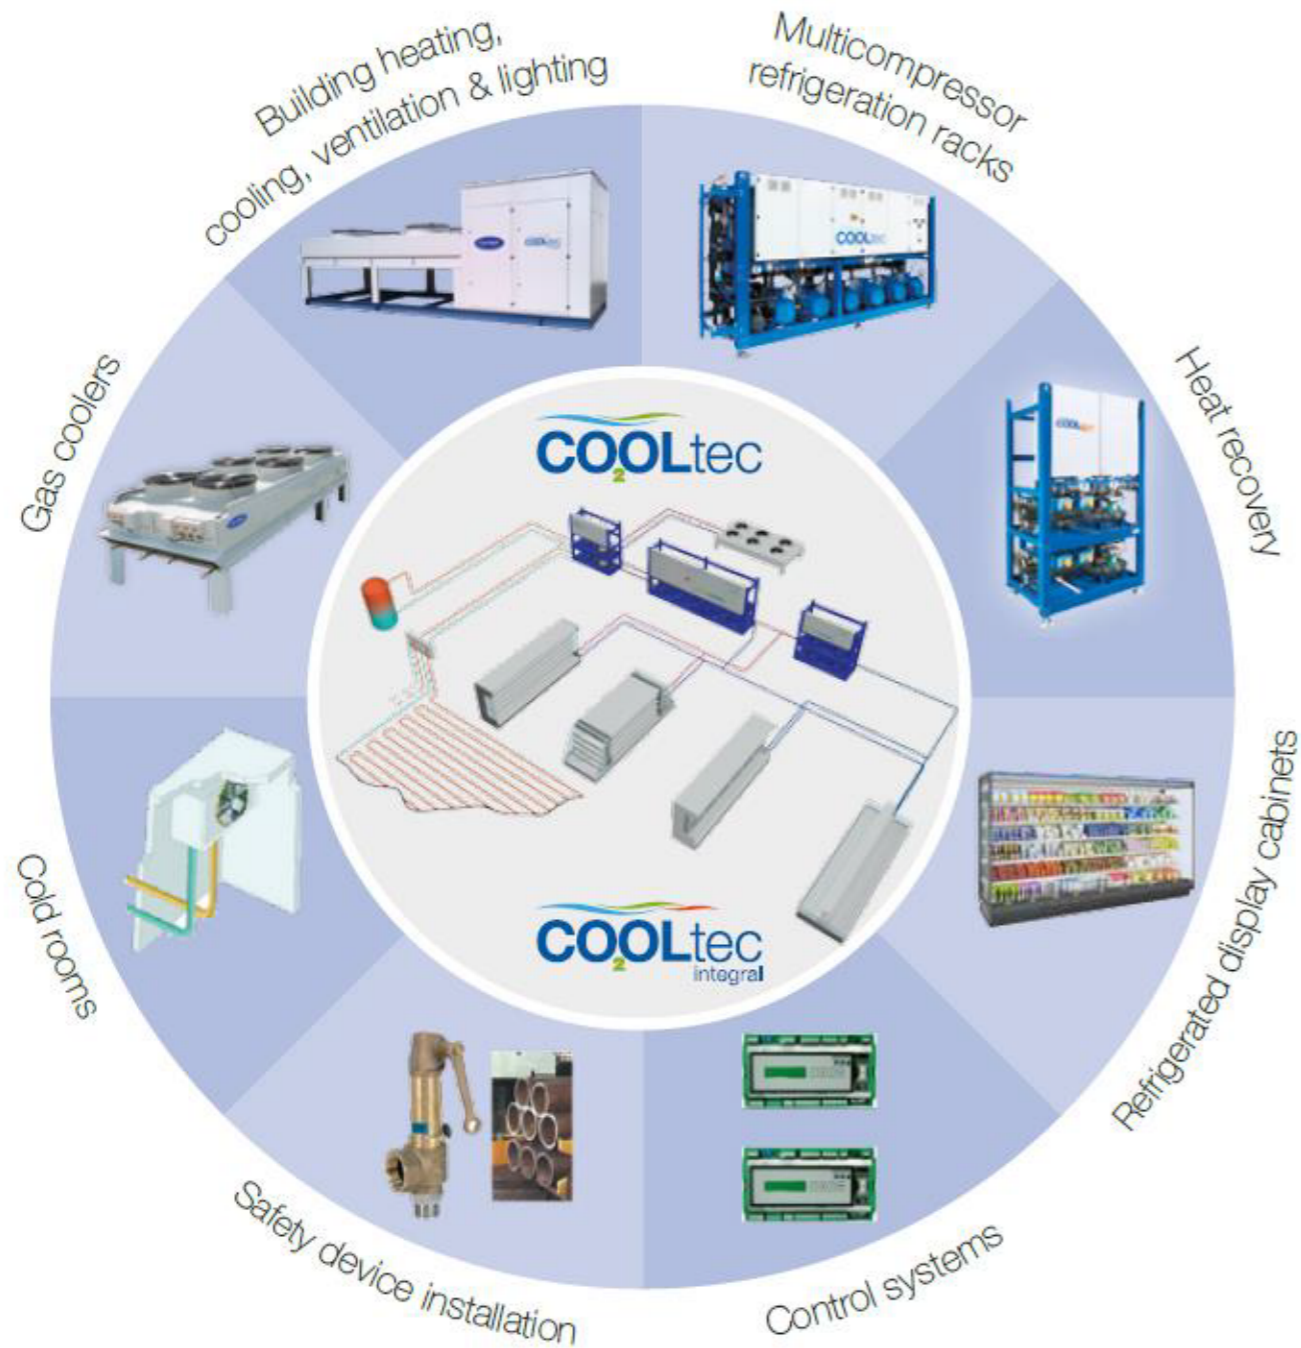 Building heating,
cooling, ventilation & lighting
Multicompressor
refrigeration racks
Heat recovery
Refrigerated display cabinets
Control systems
Safety device installation
Cold rooms
Gas coolers
CO₂OLtec
CO₂OLtec
integral
COOLtec